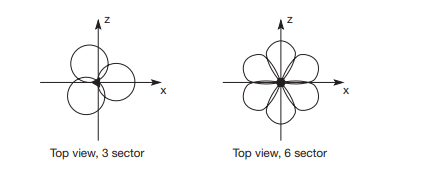 z
x
Top view, 3 sector
z
x
Top view, 6 sector